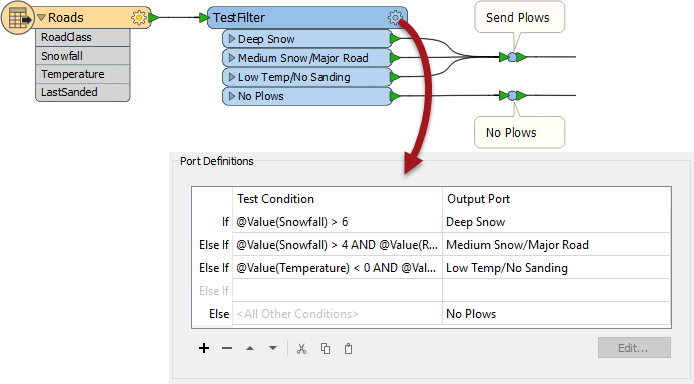 Roads
RoadClass
Snowfall
Temperature
LastSanded
TestFilter
Deep Snow
Medium Snow/Major Road
Low Temp/No Sanding
No Plows
Send Plows
No Plows
Port Definitions
Test Condition Output Port
If @Value(Snowfall) > 6 Deep Snow
Else If @Value(Snowfall) > 4 AND @Value(R... Medium Snow/Major Road
Else If @Value(Temperature) < 0 AND @Val... Low Temp/No Sanding
Else If
Else <All Other Conditions> No Plows
Edit...